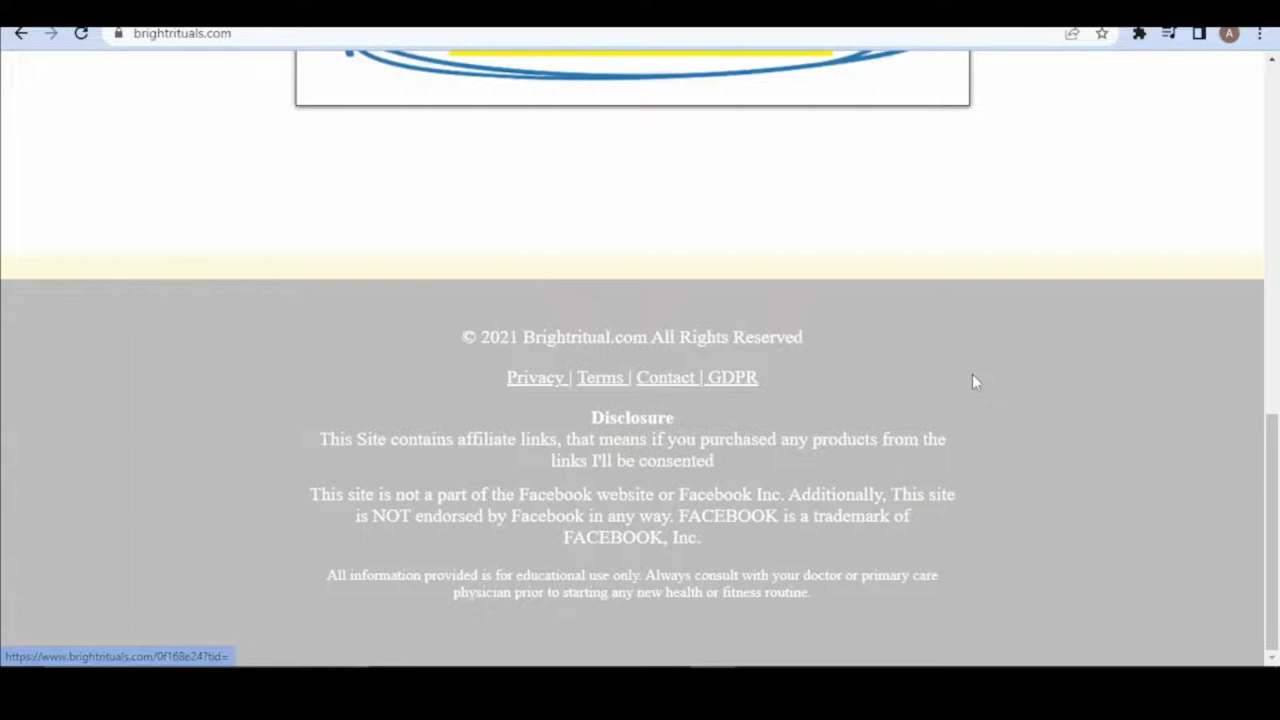 brightrituals.com
A
© 2021 Brightritual.com All Rights Reserved
Privacy | Terms | Contact | GDPR
Disclosure
This Site contains affiliate links, that means if you purchased any products from the
links I'll be consented
This site is not a part of the Facebook website or Facebook Inc. Additionally, This site
is NOT endorsed by Facebook in any way. FACEBOOK is a trademark of
FACEBOOK, Inc.
All information provided is for educational use only. Always consult with your doctor or primary care
physician prior to starting any new health or fitness routine.
https://www.brightrituals.com/0f168e24?tid=